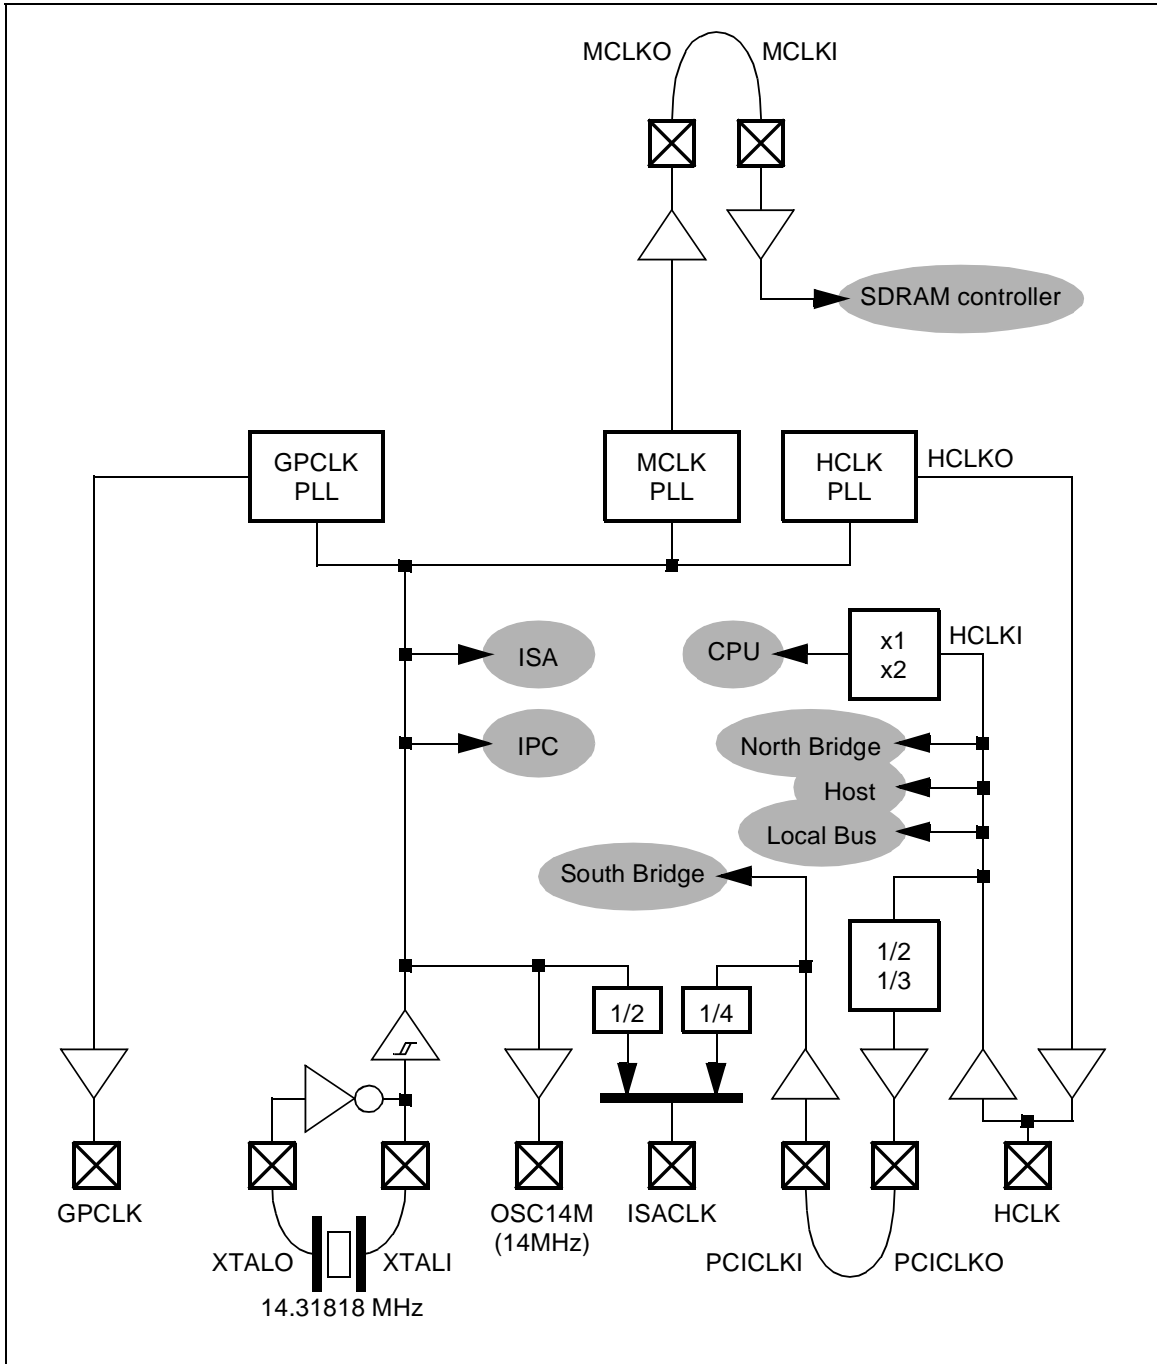 MCLKO
MCLKI
SDRAM controller
GPCLK
PLL
MCLK
PLL
HCLK
PLL
HCLKO
ISA
CPU
x1
x2
HCLKI
IPC
North Bridge
Host
Local Bus
South Bridge
1/2
1/3
1/2
1/4
GPCLK
OSC14M
(14MHz)
ISACLK
HCLK
XTALO
XTALI
PCICLKI
PCICLKO
14.31818 MHz